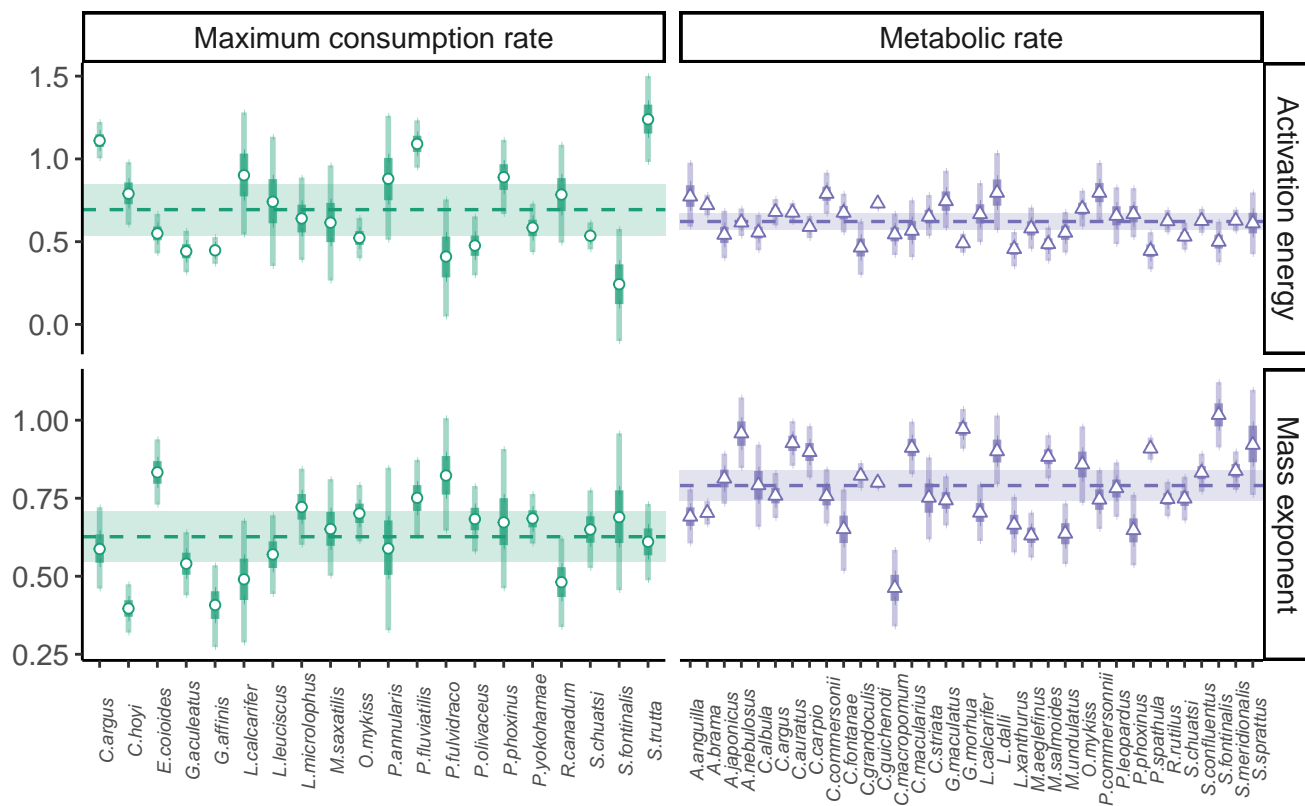 Maximum consumption rate
Metabolic rate
1.5
1.0
0.5
0.0
Activation energy
1.00
0.75
0.50
0.25
Mass exponent
C.argus
C.hoyi
E.coioides
G.aculeatus
G.affinis
L.calcarifer
L.leuciscus
L.microlophus
M.saxatilis
O.mykiss
P.annularis
P.fluviatilis
P.fulvidraco
P.olivaceus
P.phoxinus
P.yokohamae
R.canadum
S.chuatsi
S.fontinalis
S.trutta
A.anguilla
A.brama
A.japonicus
A.nebulosus
C.albula
C.argus
C.auratus
C.carpio
C.commersonii
C.fontanae
C.grandoculis
C.guichenoti
C.macropomum
C.macularius
C.striata
G.maculatus
G.morhua
L.calcarifer
L.dalli
L.xanthurus
M.aeglefinus
M.salmoides
M.undulatus
O.mykiss
P.commersonnii
P.leopardus
P.phoxinus
P.spathula
R.rutilus
S.chuatsi
S.confluentus
S.fontinalis
S.meridionalis
S.sprattus